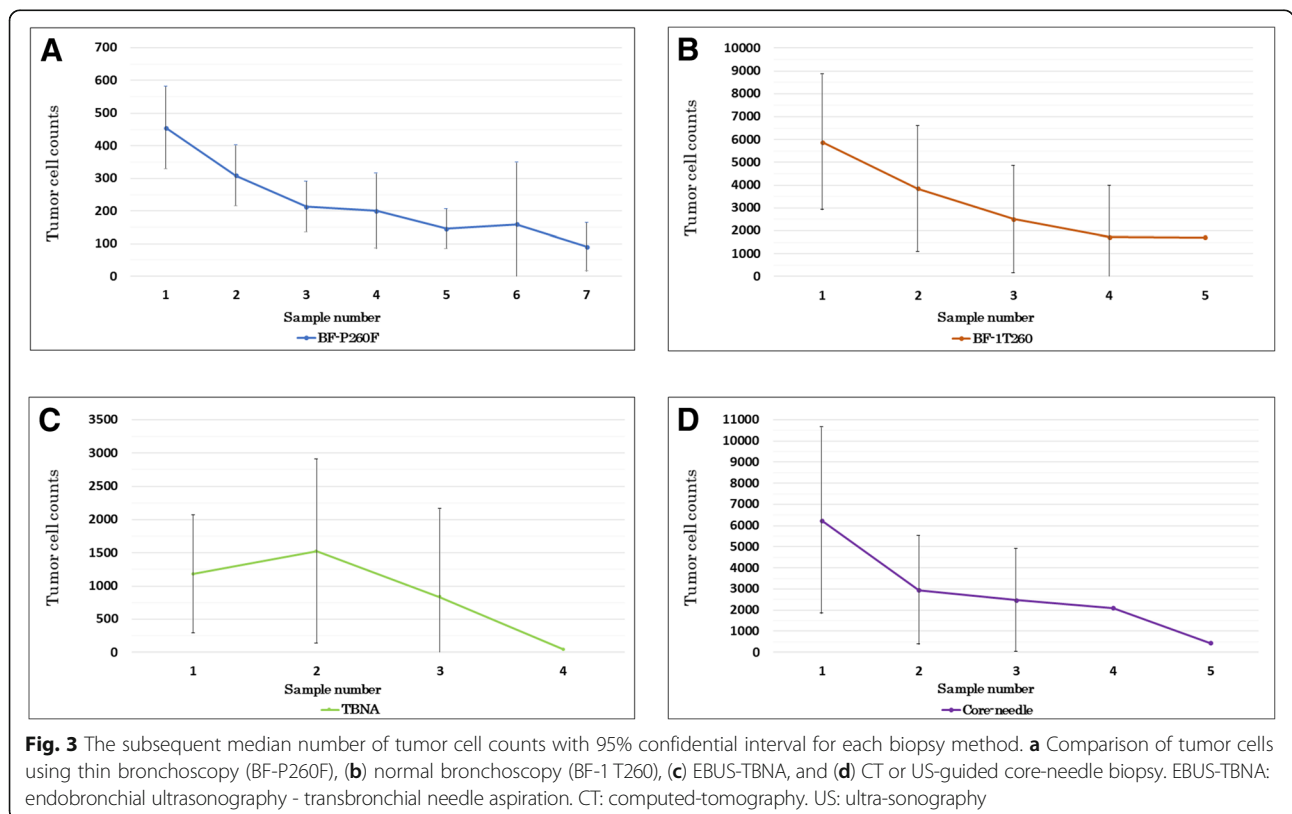 A
700
600
500
400
300
200
100
0
Tumor cell counts
1 2 3 4 5 6 7
Sample number
BF-P260F
B
10000
9000
8000
7000
6000
5000
4000
3000
2000
1000
0
Tumor cell counts
1 2 3 4 5
Sample number
BF-1T260
C
3500
3000
2500
2000
1500
1000
500
0
Tumor cell counts
1 2 3 4
Sample number
TBNA
D
11000
10000
9000
8000
7000
6000
5000
4000
3000
2000
1000
0
Tumor cell counts
1 2 3 4 5
Sample number
Core-needle
Fig. 3 The subsequent median number of tumor cell counts with 95% confidential interval for each biopsy method. a Comparison of tumor cells
using thin bronchoscopy (BF-P260F), (b) normal bronchoscopy (BF-1 T260), (c) EBUS-TBNA, and (d) CT or US-guided core-needle biopsy. EBUS-TBNA:
endobronchial ultrasonography - transbronchial needle aspiration. CT: computed-tomography. US: ultra-sonography